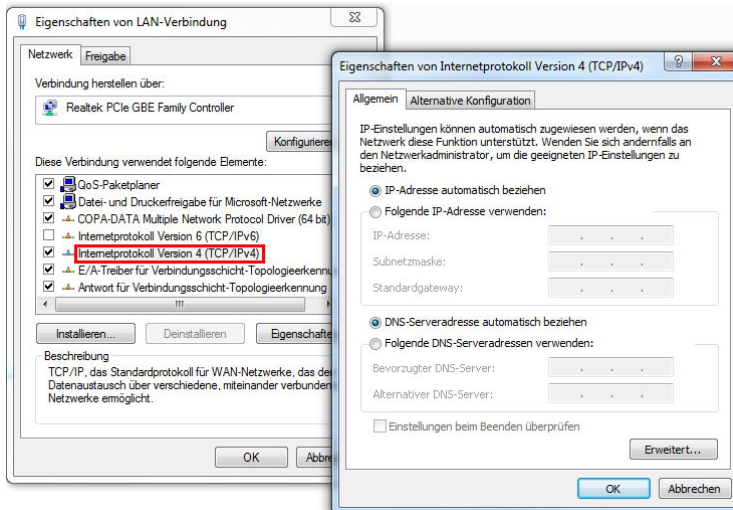 Eigenschaften von LAN-Verbindung
Netzwerk Freigabe
Verbindung herstellen über:
Realtek PCIe GBE Family Controller
Konfigurieren
Diese Verbindung verwendet folgende Elemente:
QoS-Paketplaner
Datei- und Druckerfreigabe für Microsoft-Netzwerke
COPA-DATA Multiple Network Protocol Driver (64 bit)
Internetprotokoll Version 6 (TCP/IPv6)
Internetprotokoll Version 4 (TCP/IPv4)
E/A-Treiber für Verbindungsschicht-Topologieerkennu
Antwort für Verbindungsschicht-Topologieerkennung
Installieren... Deinstallieren Eigenschafte
Beschreibung
TCP/IP, das Standardprotokoll für WAN-Netzwerke, das de
Datenaustausch über verschiedene, miteinander verbunden
Netzwerke ermöglicht.
OK Abbre
Eigenschaften von Internetprotokoll Version 4 (TCP/IPv4)
Allgemein Alternative Konfiguration
IP-Einstellungen können automatisch zugewiesen werden, wenn das
Netzwerk diese Funktion unterstützt. Wenden Sie sich andernfalls an
den Netzwerkadministrator, um die geeigneten IP-Einstellungen zu
beziehen.
IP-Adresse automatisch beziehen
Folgende IP-Adresse verwenden:
IP-Adresse:
Subnetzmaske:
Standardgateway:
DNS-Serveradresse automatisch beziehen
Folgende DNS-Serveradressen verwenden:
Bevorzugter DNS-Server:
Alternativer DNS-Server:
Einstellungen beim Beenden überprüfen
Erweitert...
OK Abbrechen